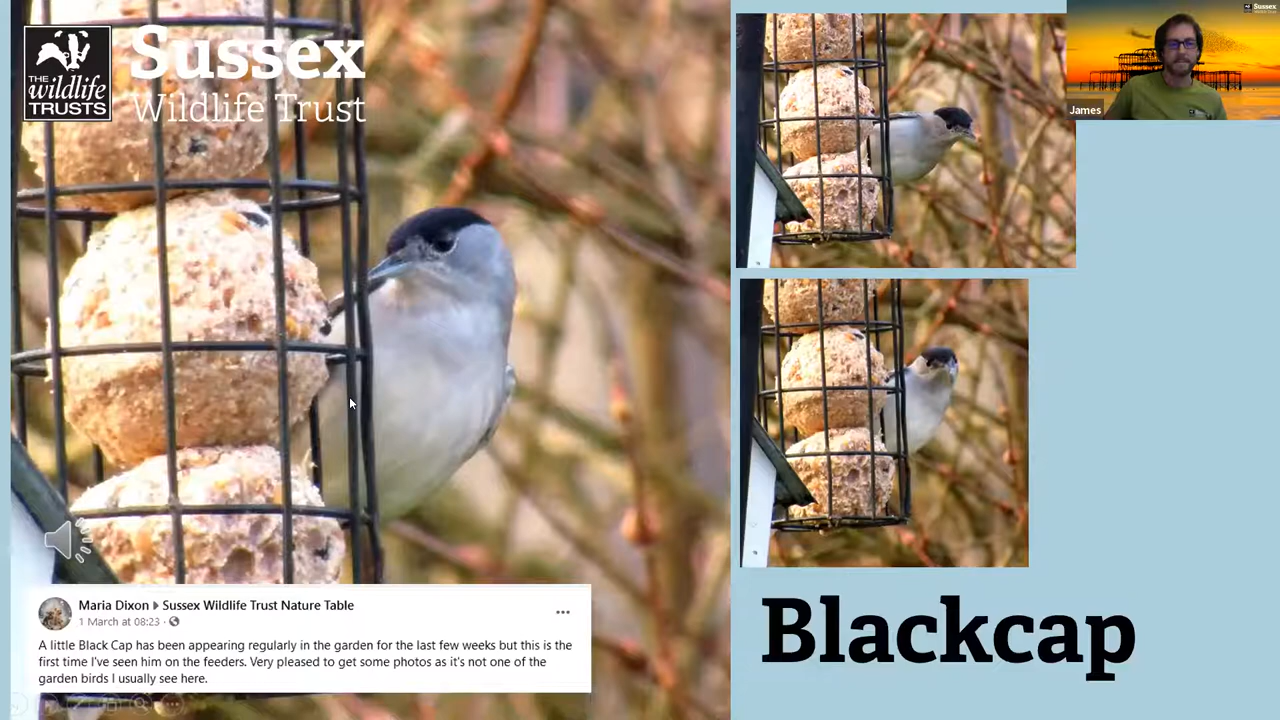 THE
wildlife
TRUSTS
Sussex
Wildlife Trust
Sussex
James
Maria Dixon Sussex Wildlife Trust Nature Table
1 March at 08:23 ·
A little Black Cap has been appearing regularly in the garden for the last few weeks but this is the
first time I've seen him on the feeders. Very pleased to get some photos as it's not one of the
garden birds I usually see here.
Blackcap